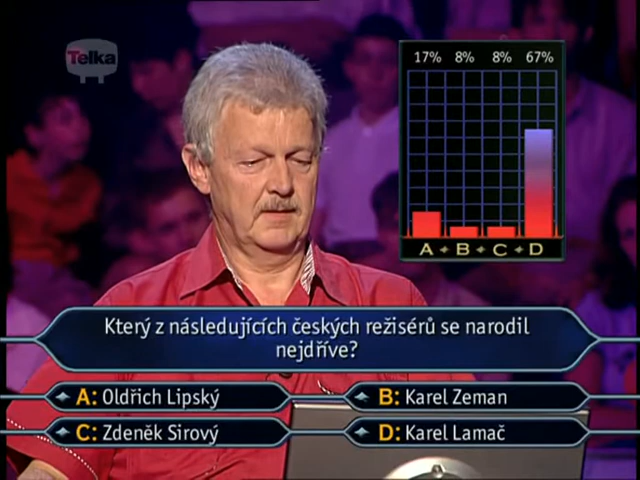 Telka
17% 8% 8% 67%
A B C D
Který z následujících českých režisérů se narodil
nejdříve?
A: Oldřich Lipský
B: Karel Zeman
C: Zdeněk Sirový
D: Karel Lamač